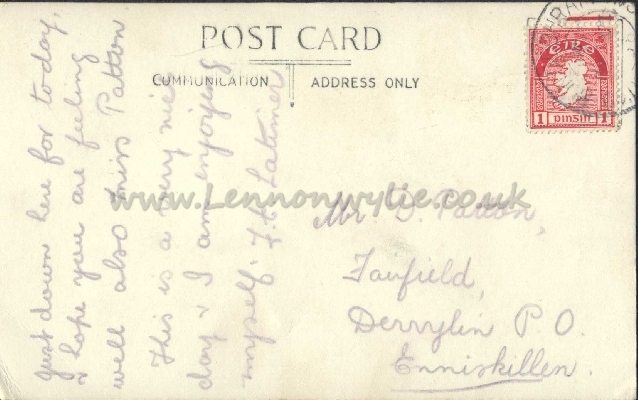 POST CARD
COMMUNICATION
ADDRESS ONLY
ÉIRE
1 PINSIN 1
just down here for today,
& hope you are feeling
well also Miss Patton
This is a very nice
day & I am enjoying
myself. Latimer
www.Lennonwylie.co.uk
Mr. Patton,
Fairfield,
Derrylin P.O.
Enniskillen.